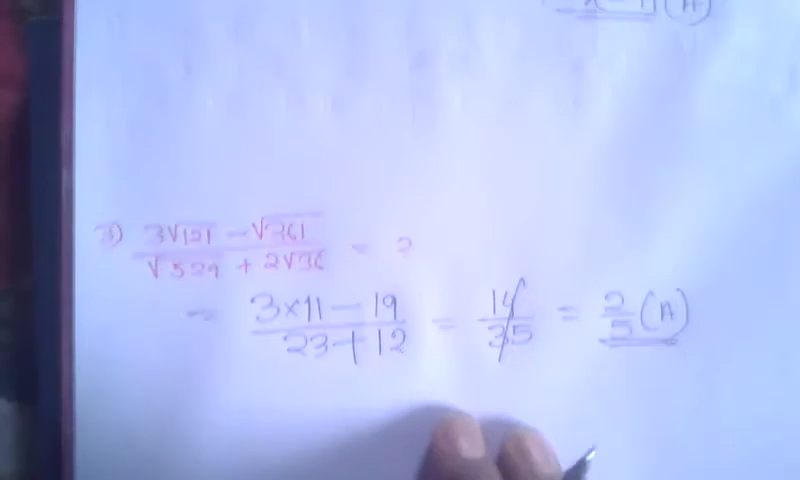 (A)
3) (3√121 - √361)/(√529 + 2√36) = ?
= (3×11 - 19)/(23 + 12) = 14/35 = 2/5 (A)